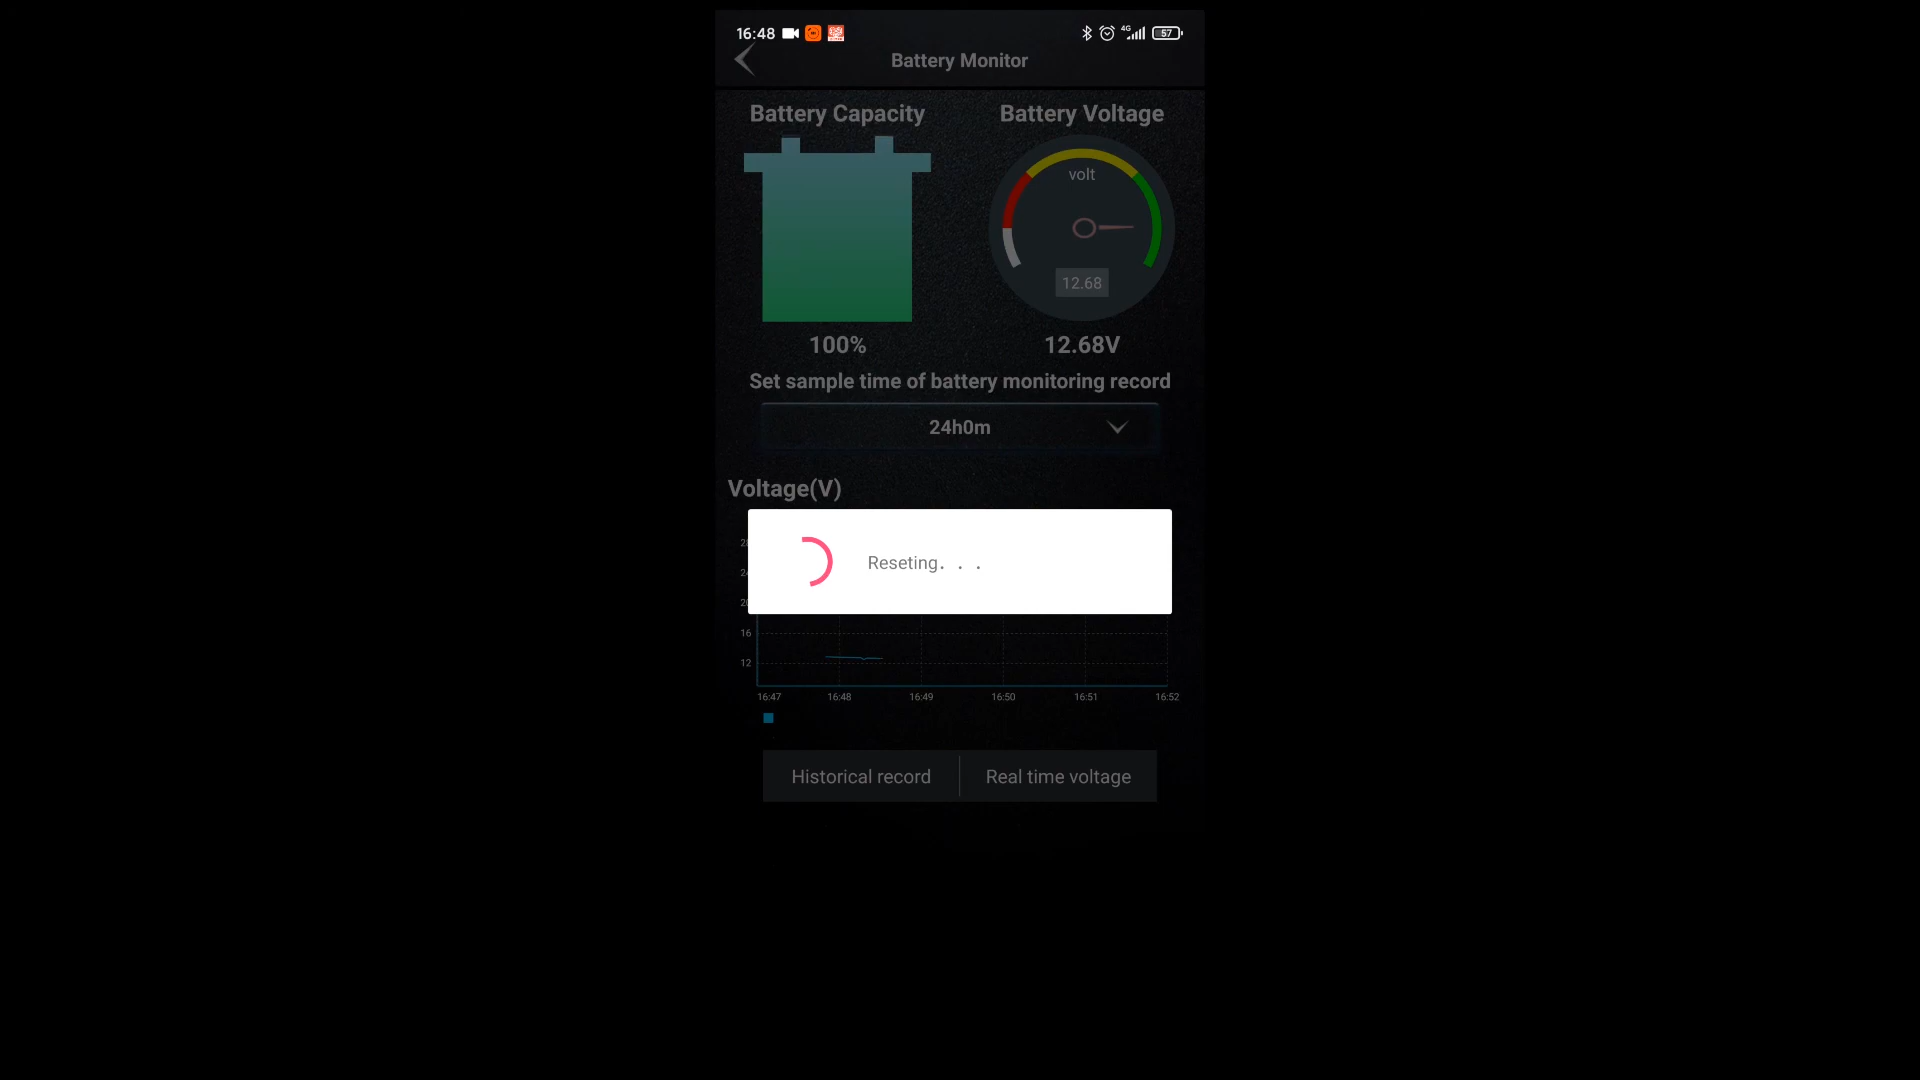 16:48 4G 57
Battery Monitor
Battery Capacity Battery Voltage
volt
12.68
100% 12.68V
Set sample time of battery monitoring record
24h0m
Voltage(V)
Reseting. . .
16
12
16:47 16:48 16:49 16:50 16:51 16:52
Historical record Real time voltage